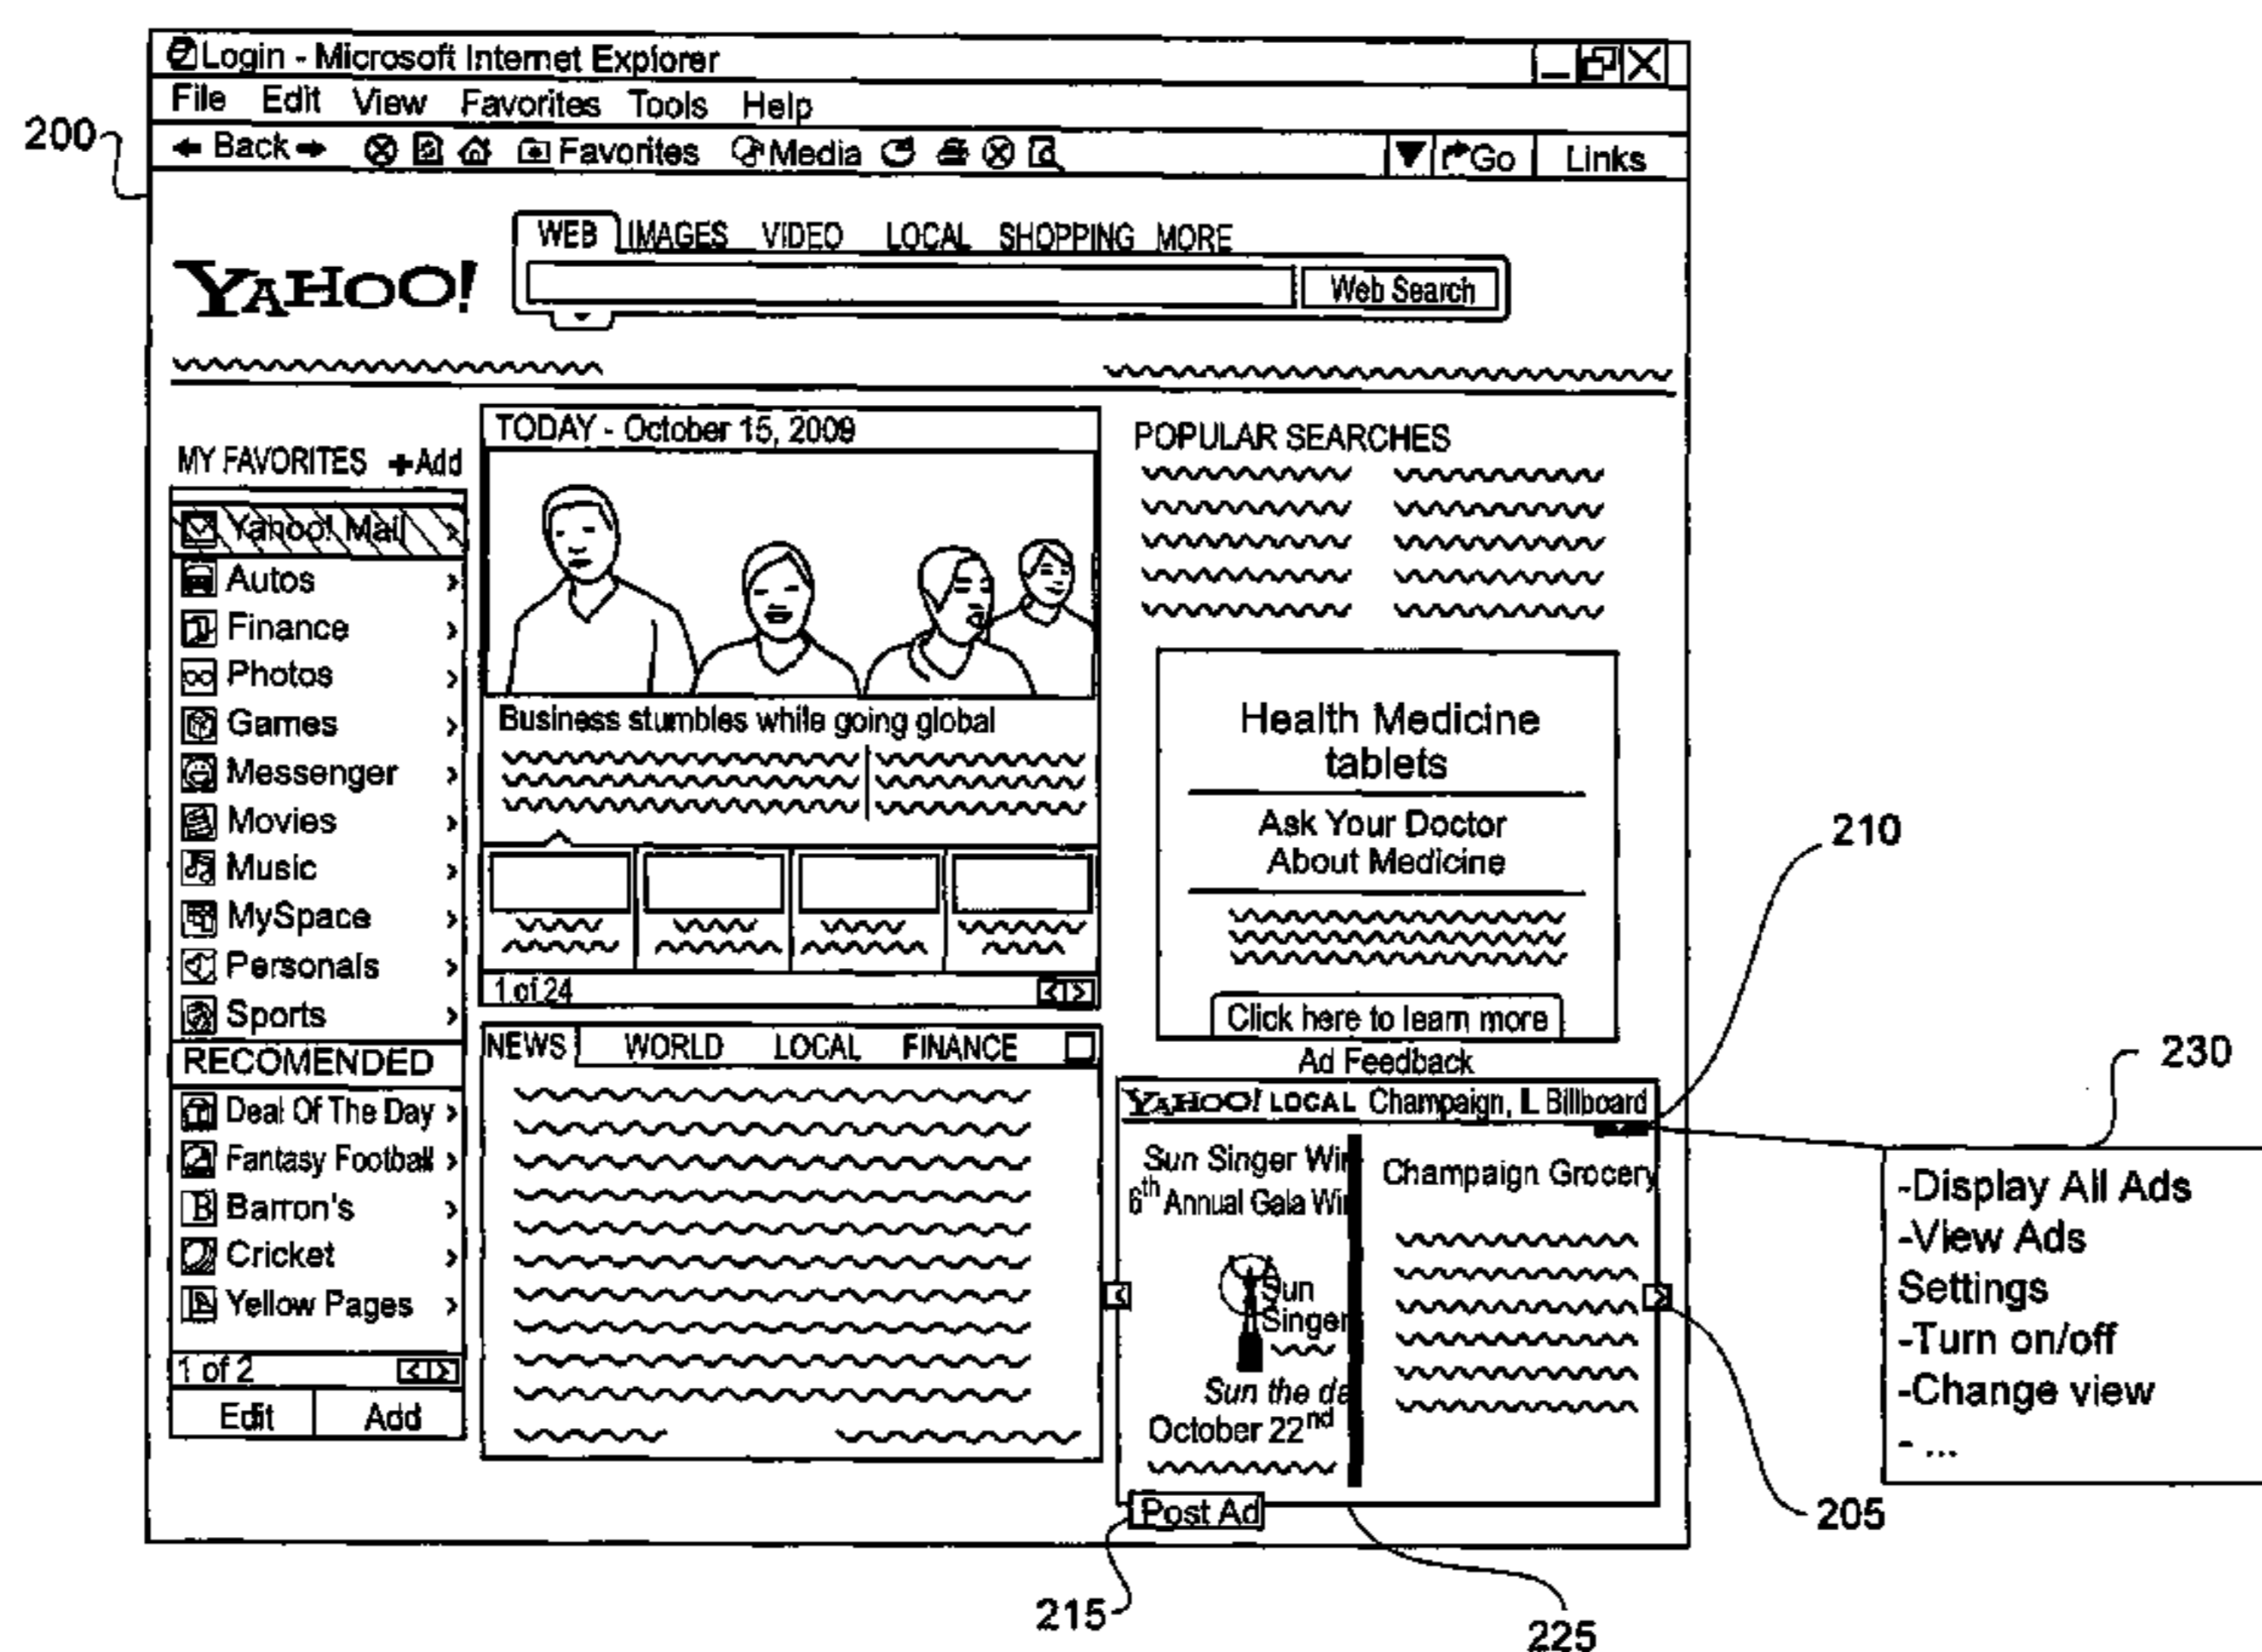 Login - Microsoft Internet Explorer
File Edit View Favorites Tools Help
200
Back Favorites Media Go Links
WEB IMAGES VIDEO LOCAL SHOPPING MORE
YAHOO!
Web Search
MY FAVORITES +Add
Yahoo! Mail
Autos
Finance
Photos
Games
Messenger
Movies
Music
MySpace
Personals
Sports
RECOMENDED
Deal Of The Day
Fantasy Football
Barron's
Cricket
Yellow Pages
1 of 2
Edit Add
TODAY - October 15, 2009
Business stumbles while going global
1 of 24
NEWS WORLD LOCAL FINANCE
POPULAR SEARCHES
Health Medicine
tablets
Ask Your Doctor
About Medicine
Click here to learn more
Ad Feedback
YAHOO! LOCAL Champaign, IL Billboard
Sun Singer Win
6th Annual Gala Win
Sun
Singer
Sun the da
October 22nd
Champaign Grocery
Post Ad
210
230
-Display All Ads
-View Ads
Settings
-Turn on/off
-Change view
- ...
205
215
225